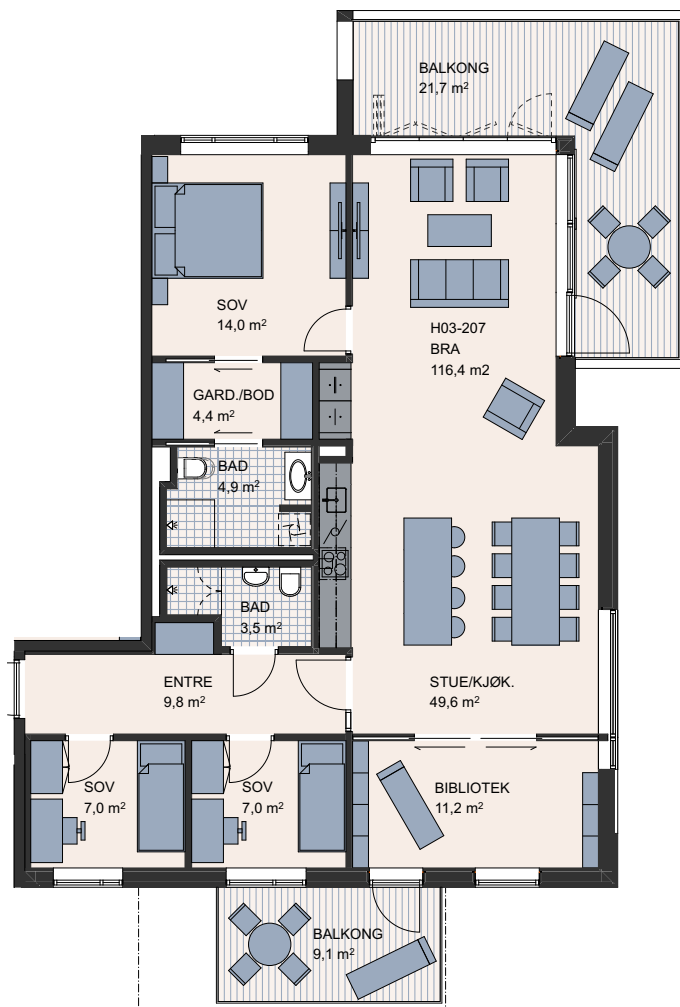 BALKONG
21,7 m²
SOV
14,0 m²
H03-207
BRA
116,4 m2
GARD./BOD
4,4 m²
BAD
4,9 m²
BAD
3,5 m²
ENTRE
9,8 m²
STUE/KJØK.
49,6 m²
SOV
7,0 m²
SOV
7,0 m²
BIBLIOTEK
11,2 m²
BALKONG
9,1 m²